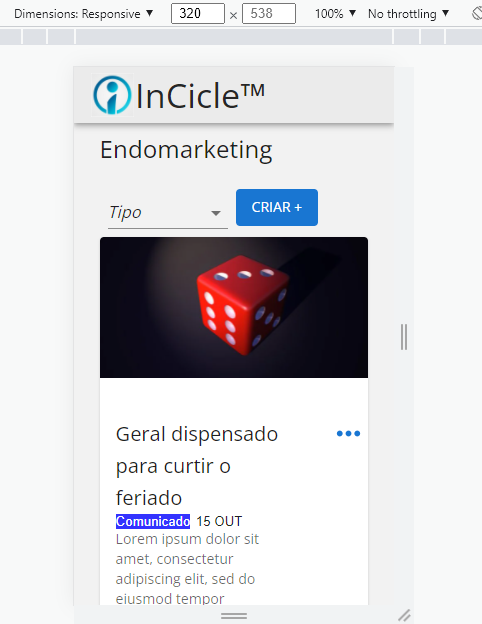 Dimensions: Responsive ▼ 320 × 538 100% ▼ No throttling ▼
InCicle™
Endomarketing
Tipo CRIAR +
Geral dispensado
para curtir o
feriado
Comunicado 15 OUT
Lorem ipsum dolor sit
amet, consectetur
adipiscing elit, sed do
eiusmod tempor